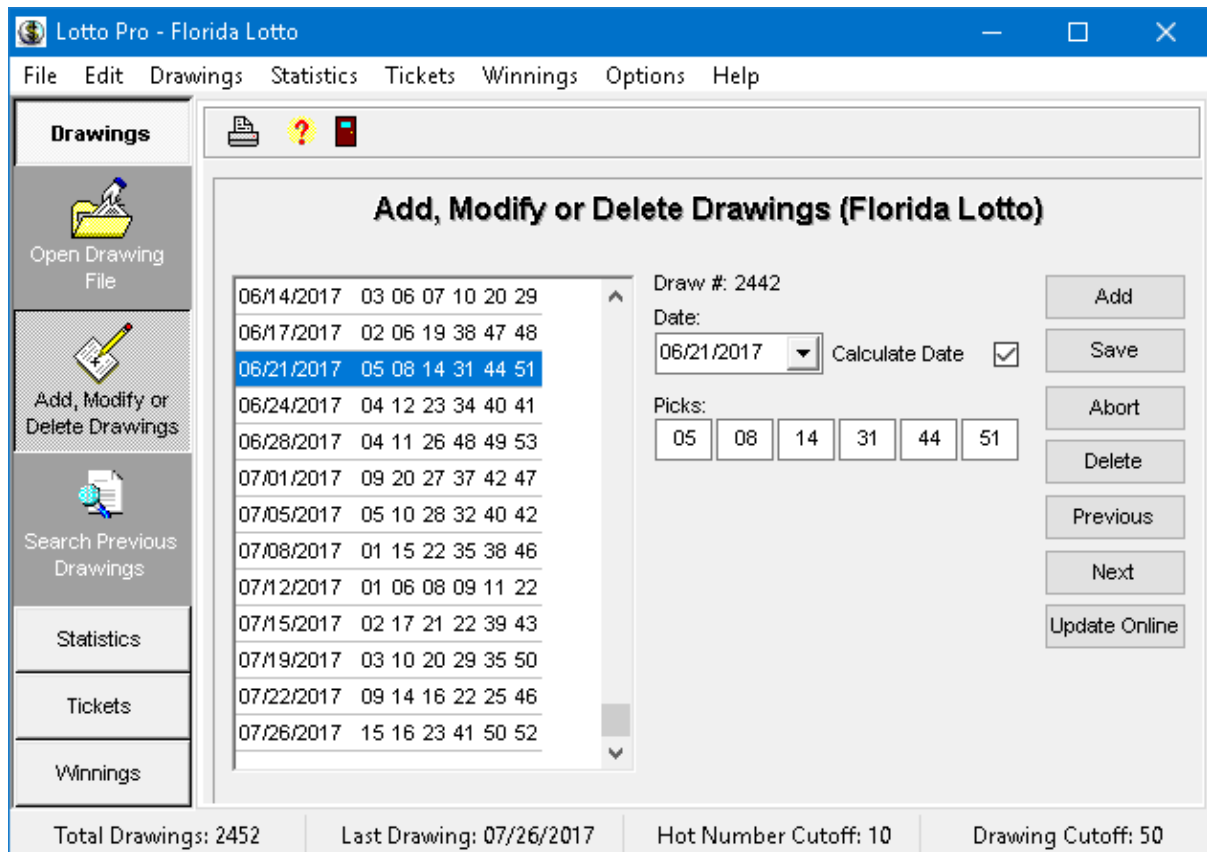 Lotto Pro - Florida Lotto
File Edit Drawings Statistics Tickets Winnings Options Help
Drawings
Open Drawing
File
Add, Modify or
Delete Drawings
Search Previous
Drawings
Statistics
Tickets
Winnings
Add, Modify or Delete Drawings (Florida Lotto)
06/14/2017 03 06 07 10 20 29
06/17/2017 02 06 19 38 47 48
06/21/2017 05 08 14 31 44 51
06/24/2017 04 12 23 34 40 41
06/28/2017 04 11 26 48 49 53
07/01/2017 09 20 27 37 42 47
07/05/2017 05 10 28 32 40 42
07/08/2017 01 15 22 35 38 46
07/12/2017 01 06 08 09 11 22
07/15/2017 02 17 21 22 39 43
07/19/2017 03 10 20 29 35 50
07/22/2017 09 14 16 22 25 46
07/26/2017 15 16 23 41 50 52
Draw #: 2442
Date:
06/21/2017 Calculate Date
Picks:
05 08 14 31 44 51
Add
Save
Abort
Delete
Previous
Next
Update Online
Total Drawings: 2452 Last Drawing: 07/26/2017 Hot Number Cutoff: 10 Drawing Cutoff: 50